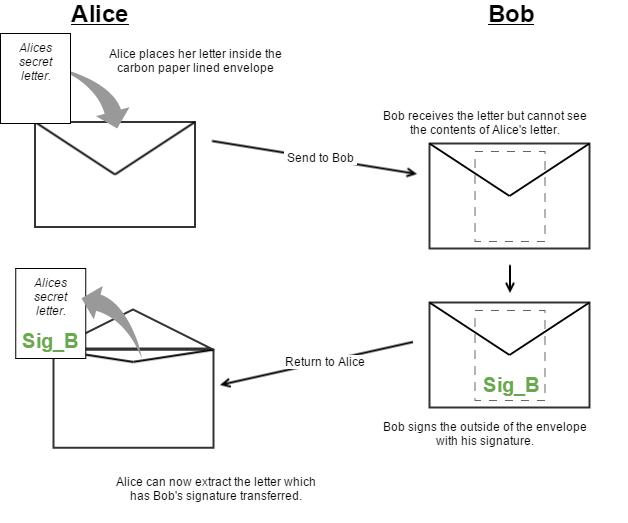 Alice
Bob
Alices
secret
letter.
Alice places her letter inside the
carbon paper lined envelope
Bob receives the letter but cannot see
the contents of Alice's letter.
Send to Bob
Alices
secret
letter.
Sig_B
Return to Alice
Sig_B
Bob signs the outside of the envelope
with his signature.
Alice can now extract the letter which
has Bob's signature transferred.